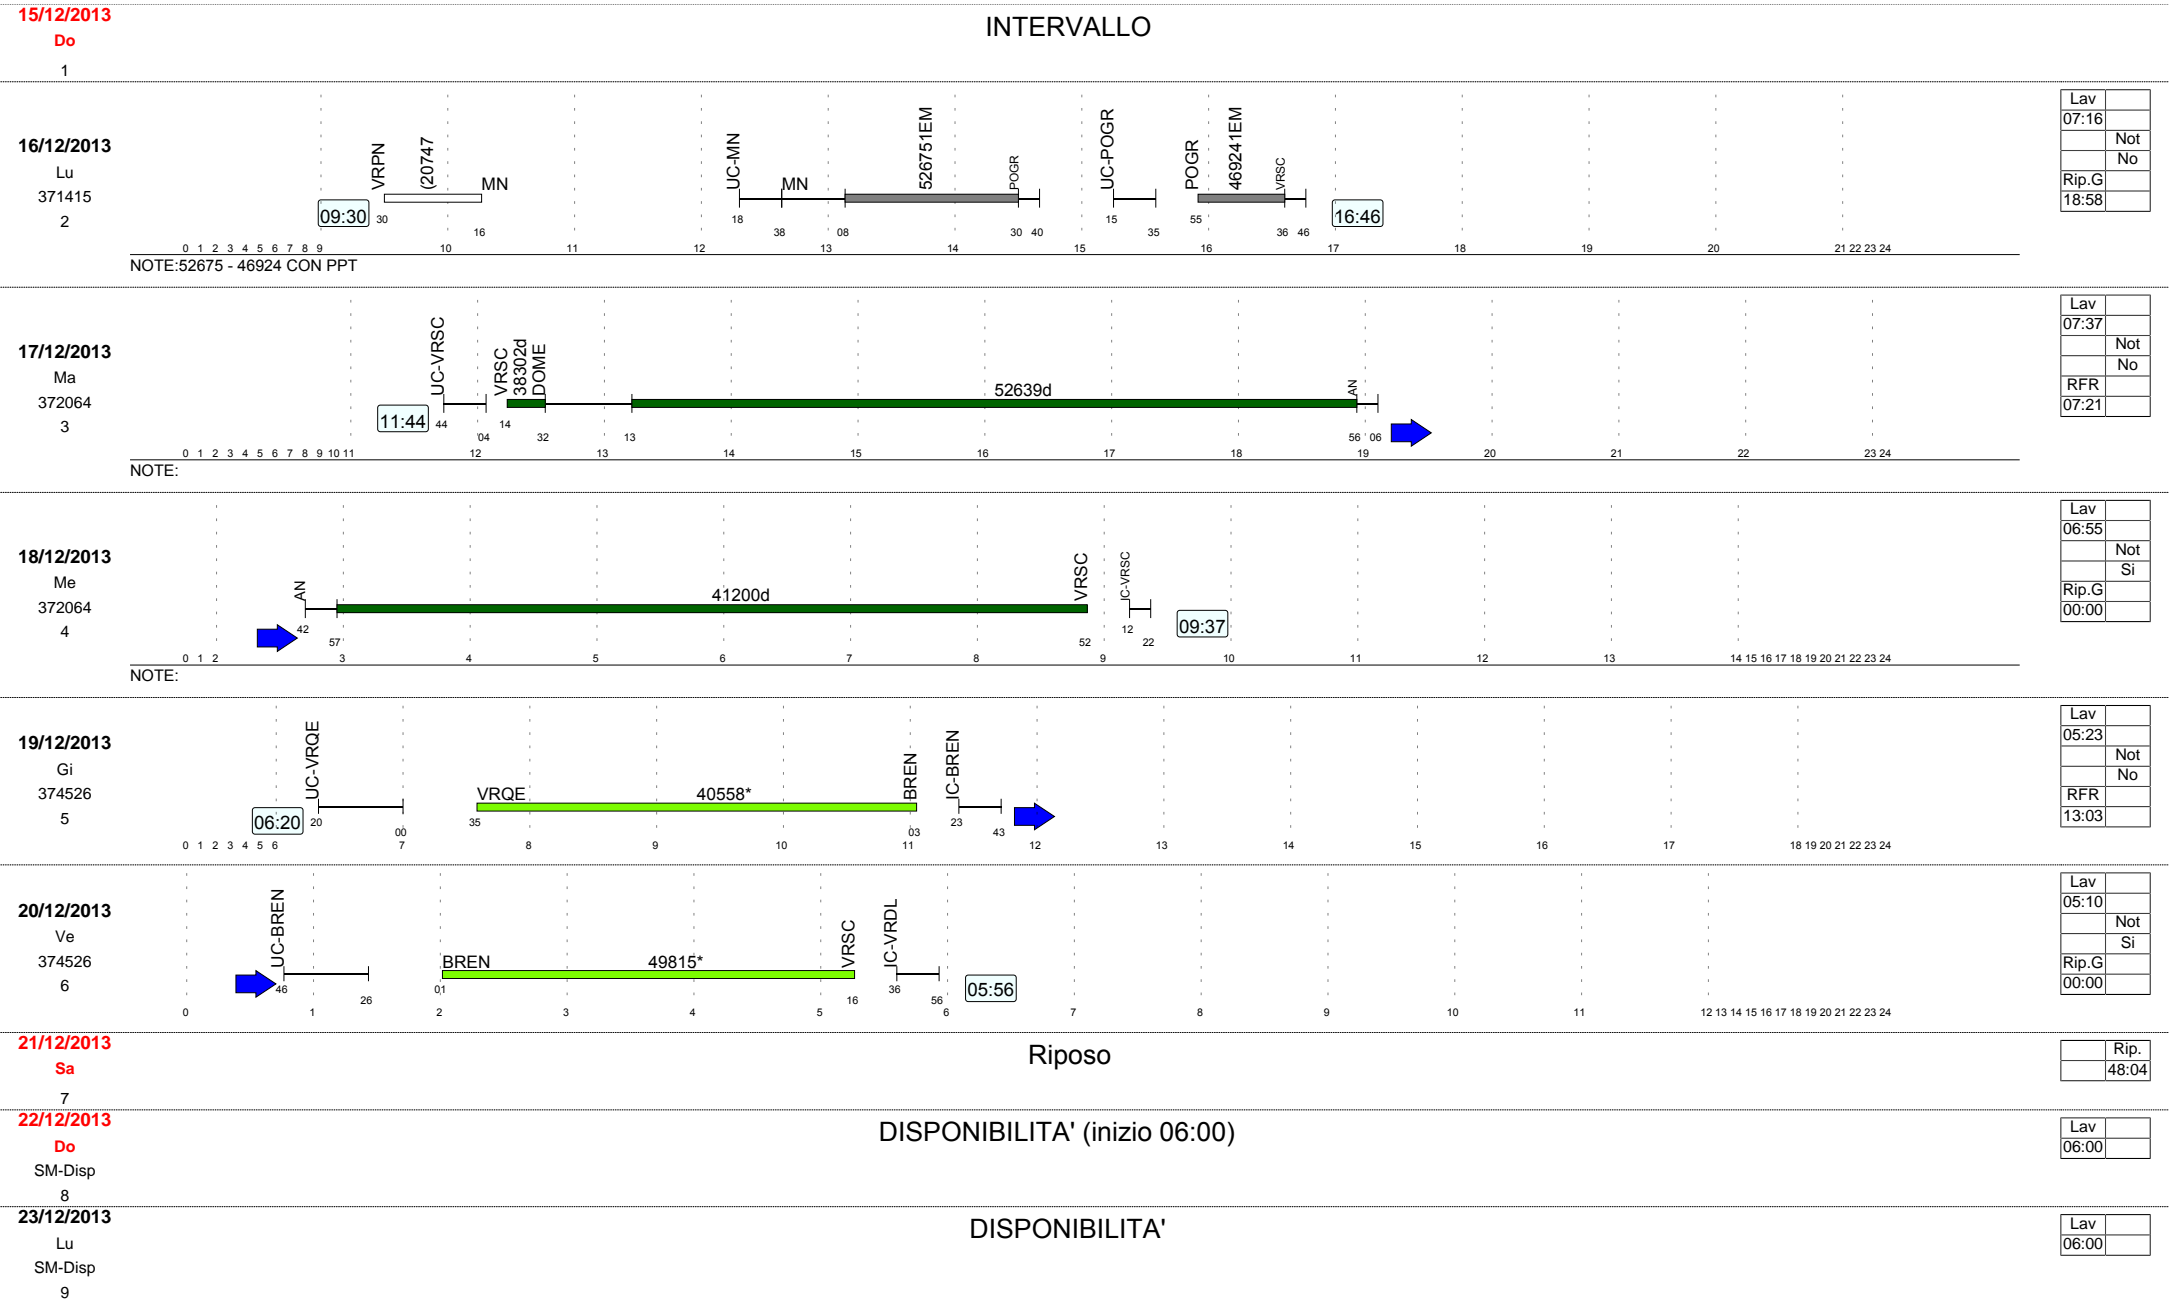 15/12/2013
Do
1
INTERVALLO
16/12/2013
Lu
371415
2
09:30
VRPN
(20747
MN
30
16
UC-MN
MN
526751EM
POGR
18
38
08
30
40
UC-POGR
15
35
POGR
469241EM
VRSC
55
36
46
16:46
0 1 2 3 4 5 6 7 8 9 10 11 12 13 14 15 16 17 18 19 20 21 22 23 24
NOTE:52675 - 46924 CON PPT
Lav
07:16
Not
No
Rip.G
18:58
17/12/2013
Ma
372064
3
11:44
UC-VRSC
44
04
VRSC
38302d
DOME
14
32
13
52639d
AN
56
06
0 1 2 3 4 5 6 7 8 9 10 11 12 13 14 15 16 17 18 19 20 21 22 23 24
NOTE:
Lav
07:37
Not
No
RFR
07:21
18/12/2013
Me
372064
4
AN
42
57
41200d
VRSC
52
IC-VRSC
12
22
09:37
0 1 2 3 4 5 6 7 8 9 10 11 12 13 14 15 16 17 18 19 20 21 22 23 24
NOTE:
Lav
06:55
Not
Si
Rip.G
00:00
19/12/2013
Gi
374526
5
06:20
UC-VRQE
20
00
VRQE
40558*
BREN
35
03
IC-BREN
23
43
0 1 2 3 4 5 6 7 8 9 10 11 12 13 14 15 16 17 18 19 20 21 22 23 24
Lav
05:23
Not
No
RFR
13:03
20/12/2013
Ve
374526
6
UC-BREN
46
26
BREN
49815*
VRSC
01
16
IC-VRDL
36
56
05:56
0 1 2 3 4 5 6 7 8 9 10 11 12 13 14 15 16 17 18 19 20 21 22 23 24
Lav
05:10
Not
Si
Rip.G
00:00
21/12/2013
Sa
7
Riposo
Rip.
48:04
22/12/2013
Do
SM-Disp
8
DISPONIBILITA' (inizio 06:00)
Lav
06:00
23/12/2013
Lu
SM-Disp
9
DISPONIBILITA'
Lav
06:00